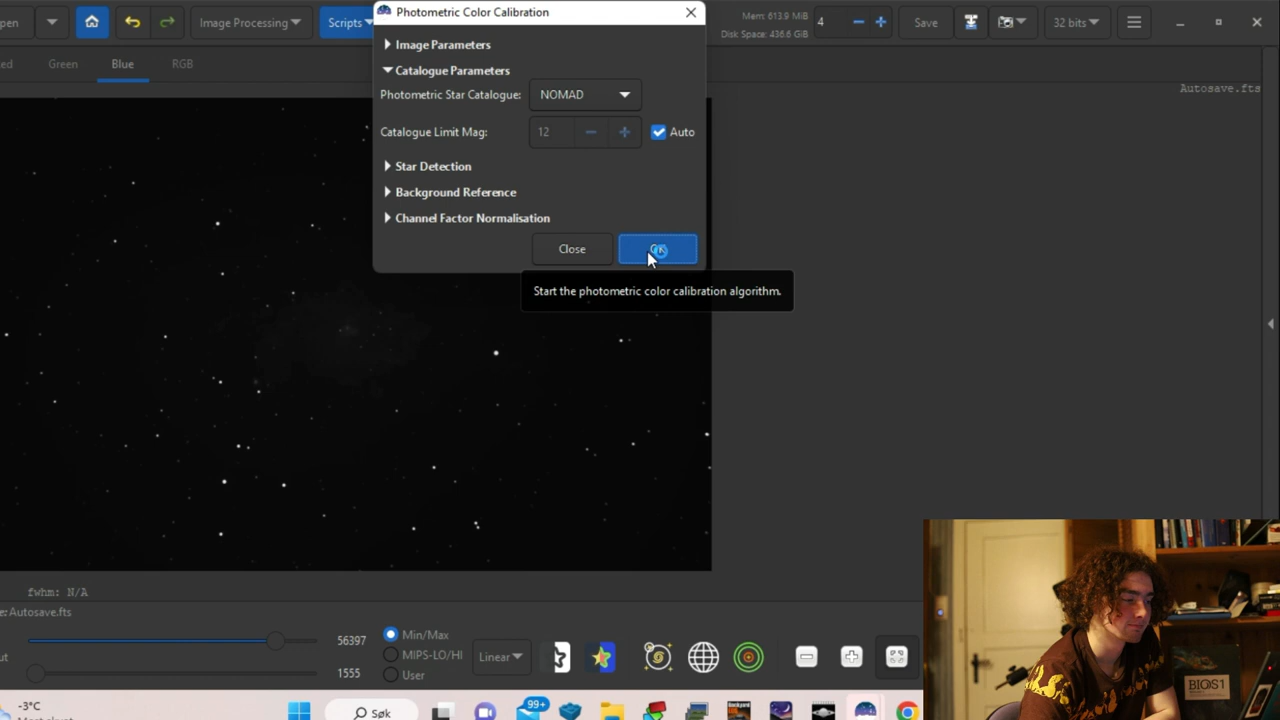 pen
Image Processing
Scripts
Photometric Color Calibration
Mem: 613.9 MiB
Disk Space: 436.6 GiB
4
Save
32 bits
Green
Blue
RGB
Autosave.fts
Image Parameters
Catalogue Parameters
Photometric Star Catalogue:
NOMAD
Catalogue Limit Mag:
12
Auto
Star Detection
Background Reference
Channel Factor Normalisation
Close
Start the photometric color calibration algorithm.
fwhm: N/A
Autosave.fts
56397
1555
Min/Max
MIPS-LO/HI
User
Linear
BIOS1
-3°C
Søk
99+